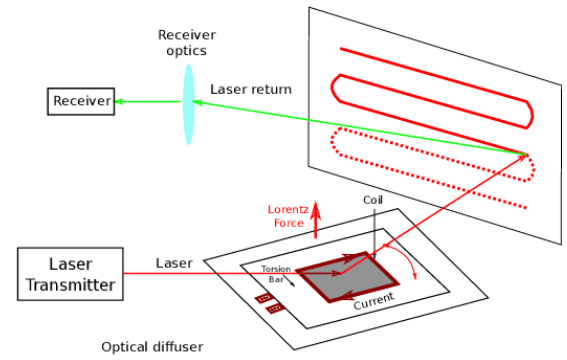 Receiver
optics
Receiver
Laser return
Lorentz
Force
Coil
Laser
Transmitter
Laser
Torsion
Bar
Current
Optical diffuser